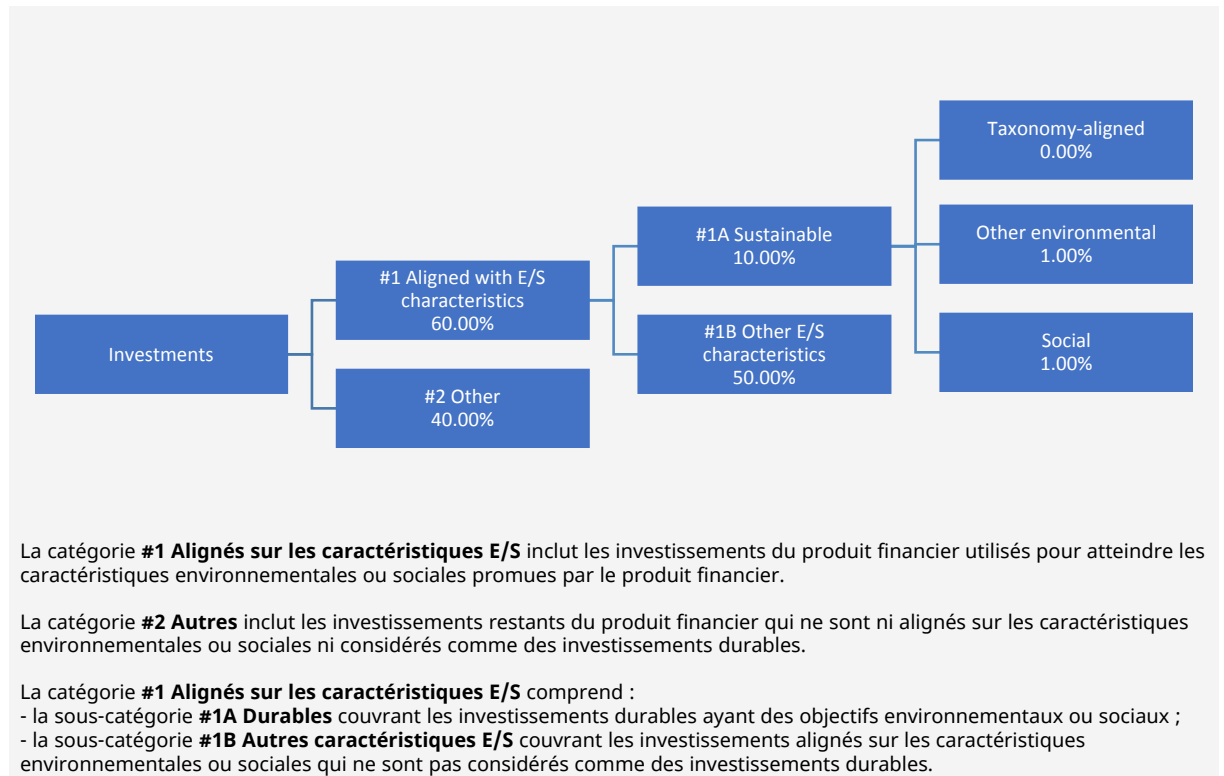 Investments
#1 Aligned with E/S
characteristics
60.00%
#2 Other
40.00%
#1A Sustainable
10.00%
#1B Other E/S
characteristics
50.00%
Taxonomy-aligned
0.00%
Other environmental
1.00%
Social
1.00%
La catégorie #1 Alignés sur les caractéristiques E/S inclut les investissements du produit financier utilisés pour atteindre les
caractéristiques environnementales ou sociales promues par le produit financier.
La catégorie #2 Autres inclut les investissements restants du produit financier qui ne sont ni alignés sur les caractéristiques
environnementales ou sociales ni considérés comme des investissements durables.
La catégorie #1 Alignés sur les caractéristiques E/S comprend :
- la sous-catégorie #1A Durables couvrant les investissements durables ayant des objectifs environnementaux ou sociaux ;
- la sous-catégorie #1B Autres caractéristiques E/S couvrant les investissements alignés sur les caractéristiques
environnementales ou sociales qui ne sont pas considérés comme des investissements durables.